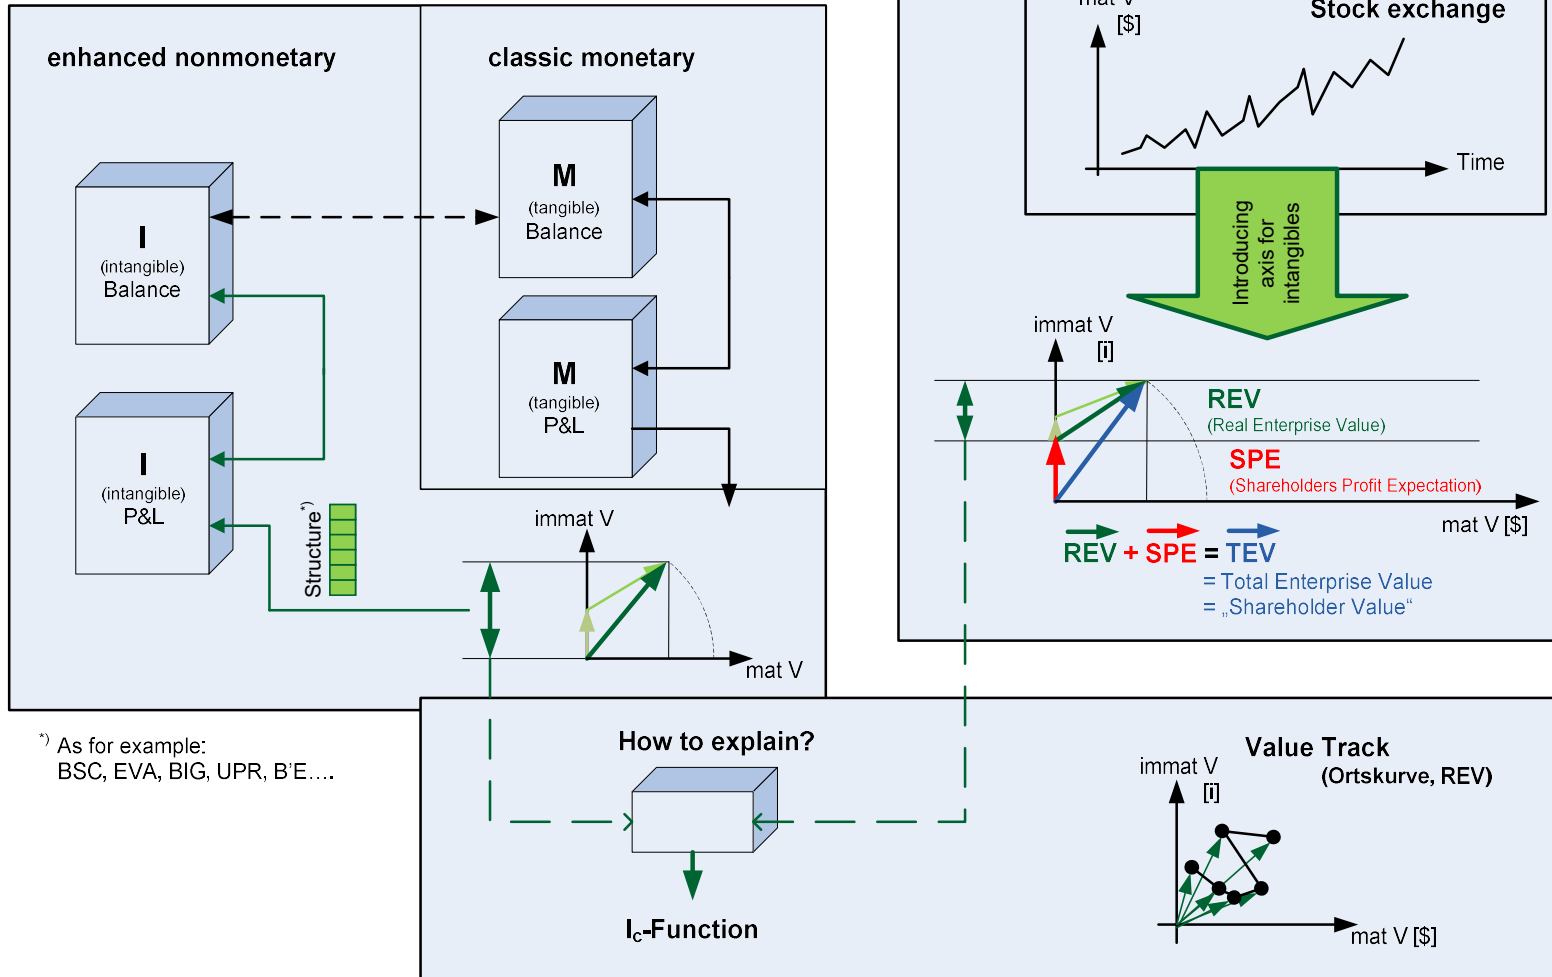 enhanced nonmonetary
classic monetary
I
(intangible)
Balance
M
(tangible)
Balance
M
(tangible)
P&L
I
(intangible)
P&L
Structure*)
immat V
mat V
*) As for example:
BSC, EVA, BIG, UPR, B'E....
mat V
[$]
Stock exchange
Time
Introducing
axis for
intangibles
immat V
[i]
REV
(Real Enterprise Value)
SPE
(Shareholders Profit Expectation)
mat V [$]
REV + SPE = TEV
= Total Enterprise Value
= „Shareholder Value“
How to explain?
Ic-Function
Value Track
(Ortskurve, REV)
immat V
[i]
mat V [$]